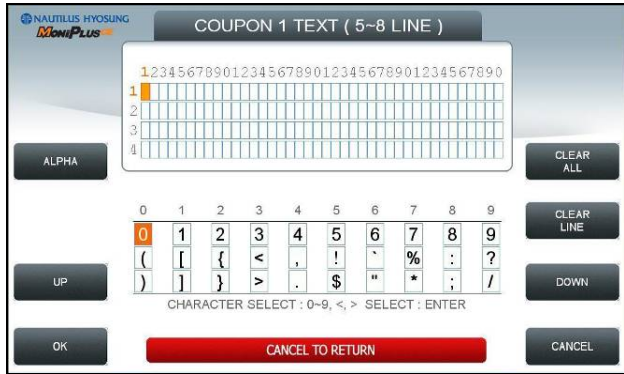 NAUTILUS HYOSUNG
MONIPLUS
COUPON 1 TEXT ( 5~8 LINE )
1234567890123456789012345678901234567890
1
2
3
4
ALPHA
CLEAR
ALL
0 1 2 3 4 5 6 7 8 9
0 1 2 3 4 5 6 7 8 9
( [ { < , ! ` % : ?
) ] } > . $ " * ; /
CLEAR
LINE
UP
DOWN
CHARACTER SELECT : 0~9, <, > SELECT : ENTER
OK
CANCEL TO RETURN
CANCEL